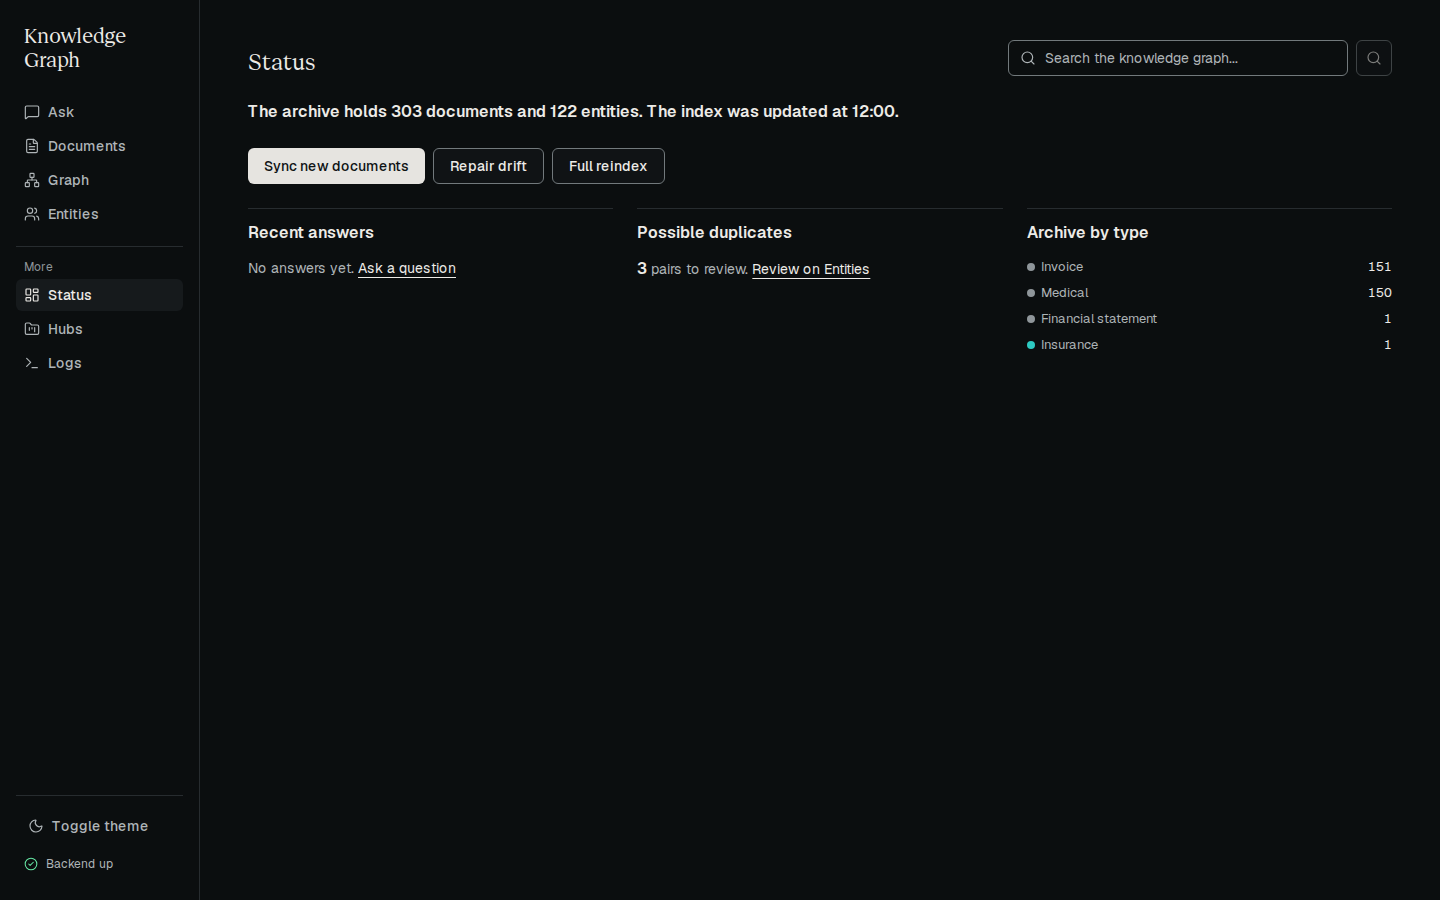 Knowledge
Graph
Ask
Documents
Graph
Entities
More
Status
Hubs
Logs
Toggle theme
Backend up
Status
Search the knowledge graph...
The archive holds 303 documents and 122 entities. The index was updated at 12:00.
Sync new documents
Repair drift
Full reindex
Recent answers
No answers yet. Ask a question
Possible duplicates
3 pairs to review. Review on Entities
Archive by type
Invoice 151
Medical 150
Financial statement 1
Insurance 1